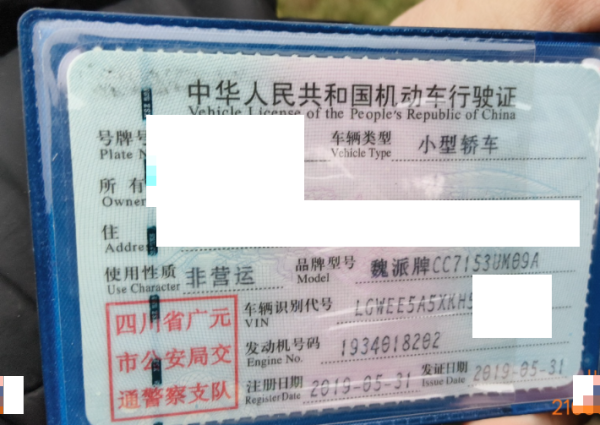 中华人民共和国机动车行驶证
Vehicle License of the People's Republic of China
号牌号
Plate N
车辆类型 小型轿车
Vehicle Type
所 有
Owner
住
Address
使用性质 非营运
Use Character
品牌型号 魏派牌CC7153UM09A
Model
四川省广元
市公安局交
通警察支队
车辆识别代号 LGWEE5A5XKH
VIN
发动机号码 1934018202
Engine No.
注册日期 2019-05-31
Register Date
发证日期 2019-05-31
Issue Date